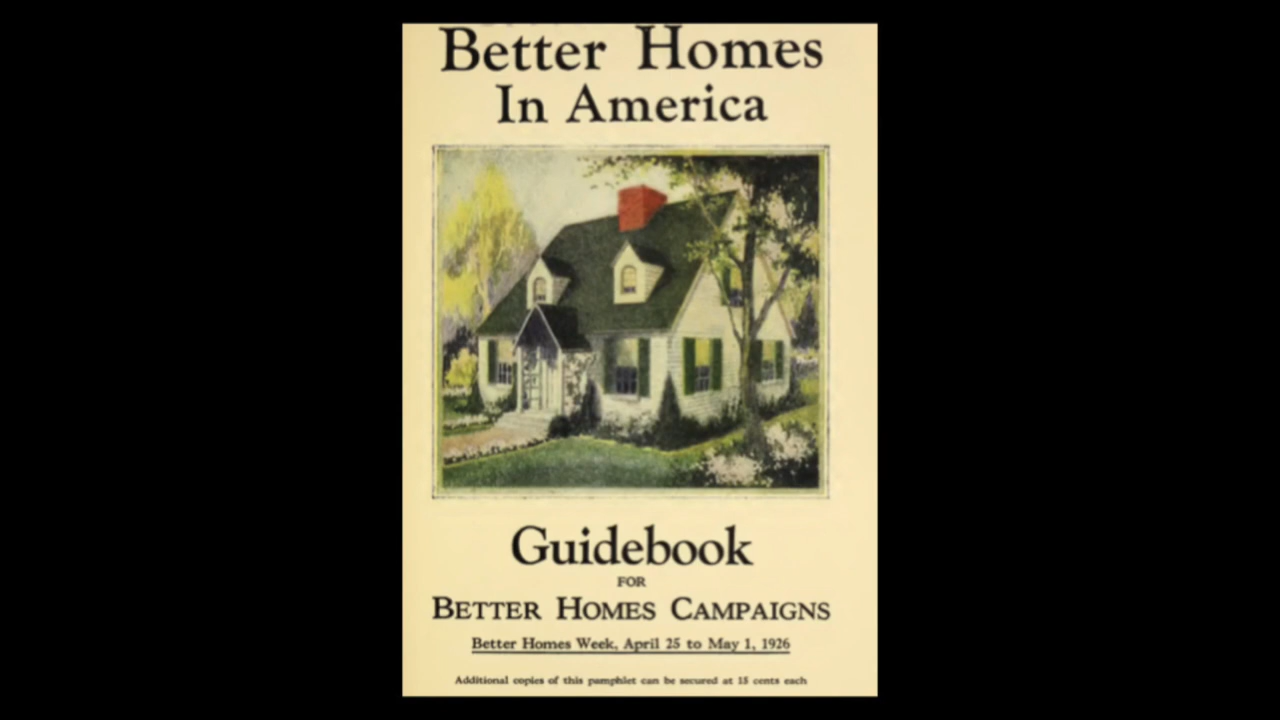 Better Homes
In America
Guidebook
FOR
BETTER HOMES CAMPAIGNS
Better Homes Week, April 25 to May 1, 1926
Additional copies of this pamphlet can be secured at 15 cents each